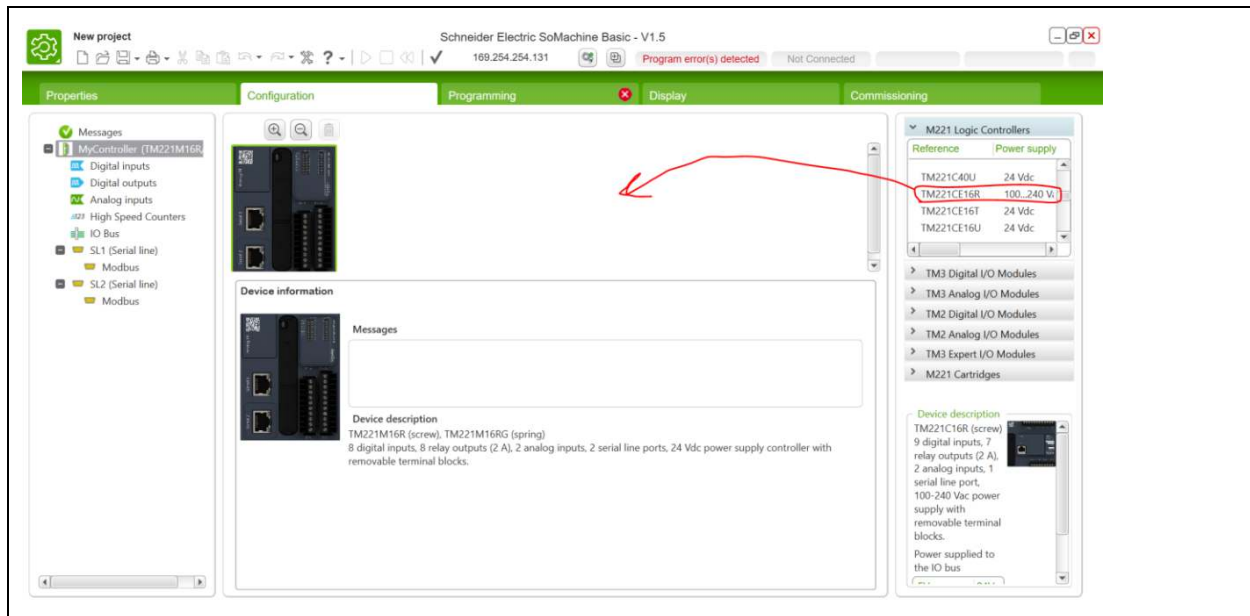 New project
Schneider Electric SoMachine Basic - V1.5
?
169.254.254.131
Program error(s) detected
Not Connected
Properties
Configuration
Programming
Display
Commissioning
Messages
MyController (TM221M16R
Digital inputs
Digital outputs
Analog inputs
High Speed Counters
IO Bus
SL1 (Serial line)
Modbus
SL2 (Serial line)
Modbus
Device information
Messages
Device description
TM221M16R (screw), TM221M16RG (spring)
8 digital inputs, 8 relay outputs (2 A), 2 analog inputs, 2 serial line ports, 24 Vdc power supply controller with
removable terminal blocks.
M221 Logic Controllers
Reference Power supply
TM221C40U 24 Vdc
TM221CE16R 100...240 Va
TM221CE16T 24 Vdc
TM221CE16U 24 Vdc
TM3 Digital I/O Modules
TM3 Analog I/O Modules
TM2 Digital I/O Modules
TM2 Analog I/O Modules
TM3 Expert I/O Modules
M221 Cartridges
Device description
TM221C16R (screw)
9 digital inputs, 7
relay outputs (2 A),
2 analog inputs, 1
serial line port,
100-240 Vac power
supply with
removable terminal
blocks.
Power supplied to
the IO bus